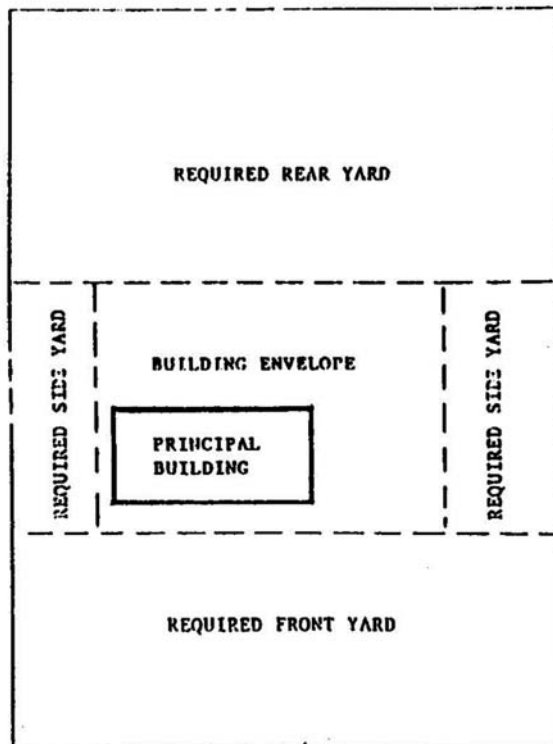 REQUIRED REAR YARD
REQUIRED SIDE YARD
BUILDING ENVELOPE
PRINCIPAL
BUILDING
REQUIRED SIDE YARD
REQUIRED FRONT YARD